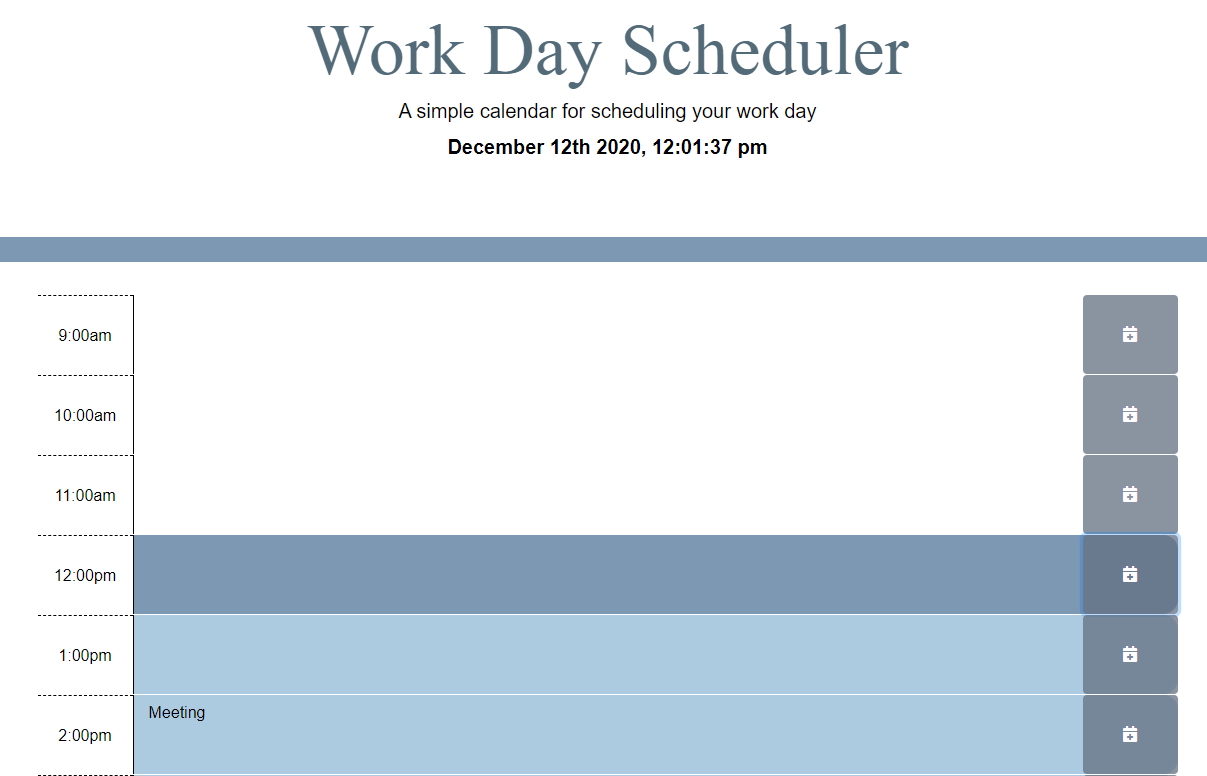 Work Day Scheduler
A simple calendar for scheduling your work day
December 12th 2020, 12:01:37 pm
9:00am
10:00am
11:00am
12:00pm
1:00pm
Meeting
2:00pm